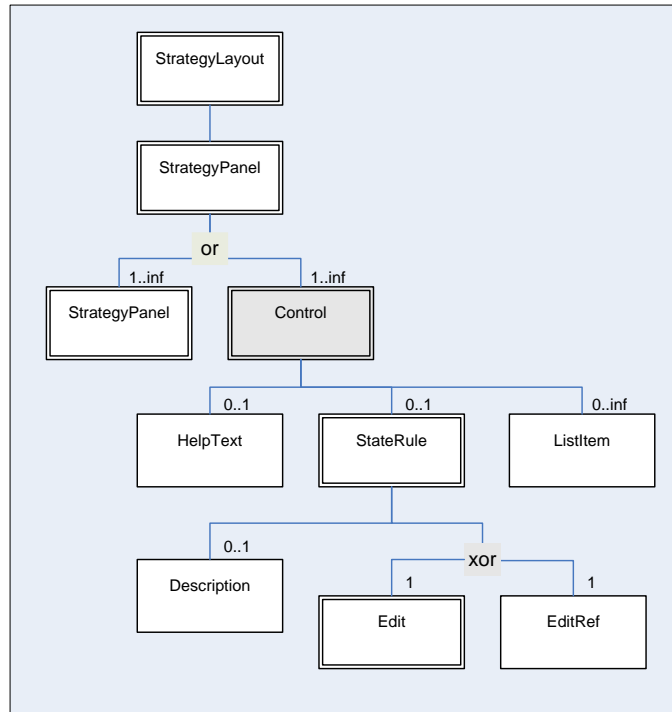 StrategyLayout
StrategyPanel
or
1..inf
1..inf
StrategyPanel
Control
0..1
0..1
0..inf
HelpText
StateRule
ListItem
0..1
xor
1
1
Description
Edit
EditRef